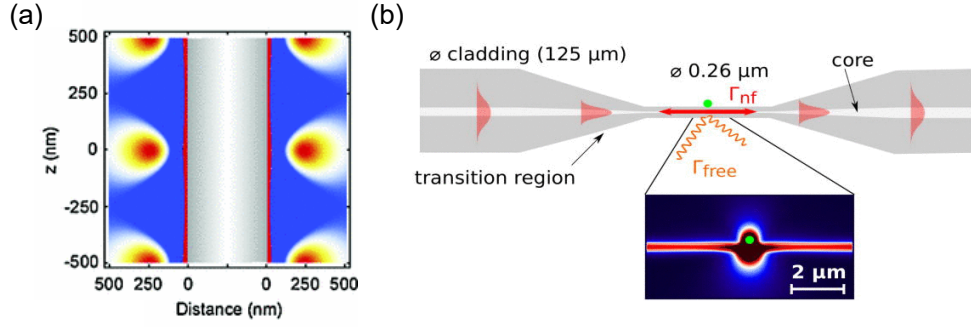 (a)
500
250
0
-250
-500
z (nm)
500 250 0 0 250 500
Distance (nm)
(b)
ø cladding (125 µm)
ø 0.26 µm
core
Γnf
Γfree
transition region
2 µm